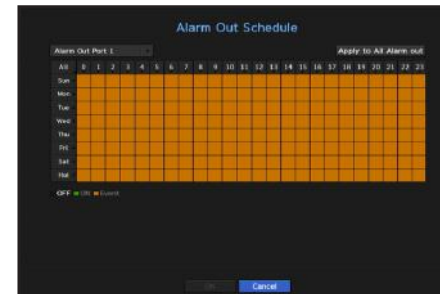 Alarm Out Schedule
Alarm Out Port 1 Apply to All Alarm out
All 0 1 2 3 4 5 6 7 8 9 10 11 12 13 14 15 16 17 18 19 20 21 22 23
Sun
Mon
Tue
Wed
Thu
Fri
Sat
Hol
OFF ON Event
OK Cancel